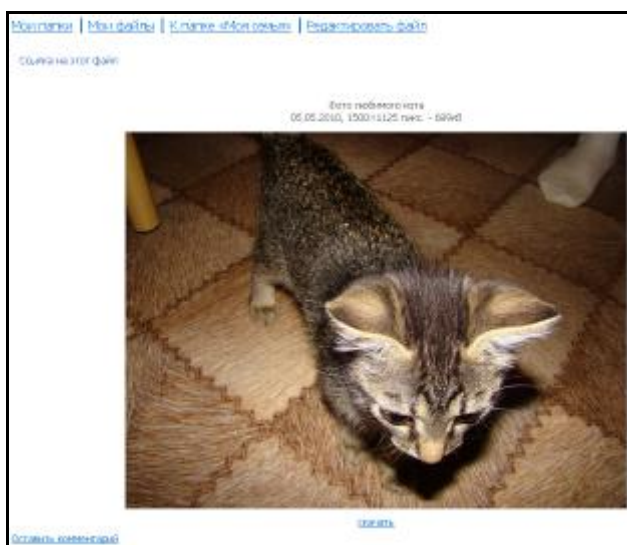 Мои папки | Мои файлы | К папке «Моя семья» | Редактировать файл
Ссылка на этот файл
Фото любимого кота
05.05.2010, 1500×1125 пикс. - 689кб
скачать
Оставить комментарий